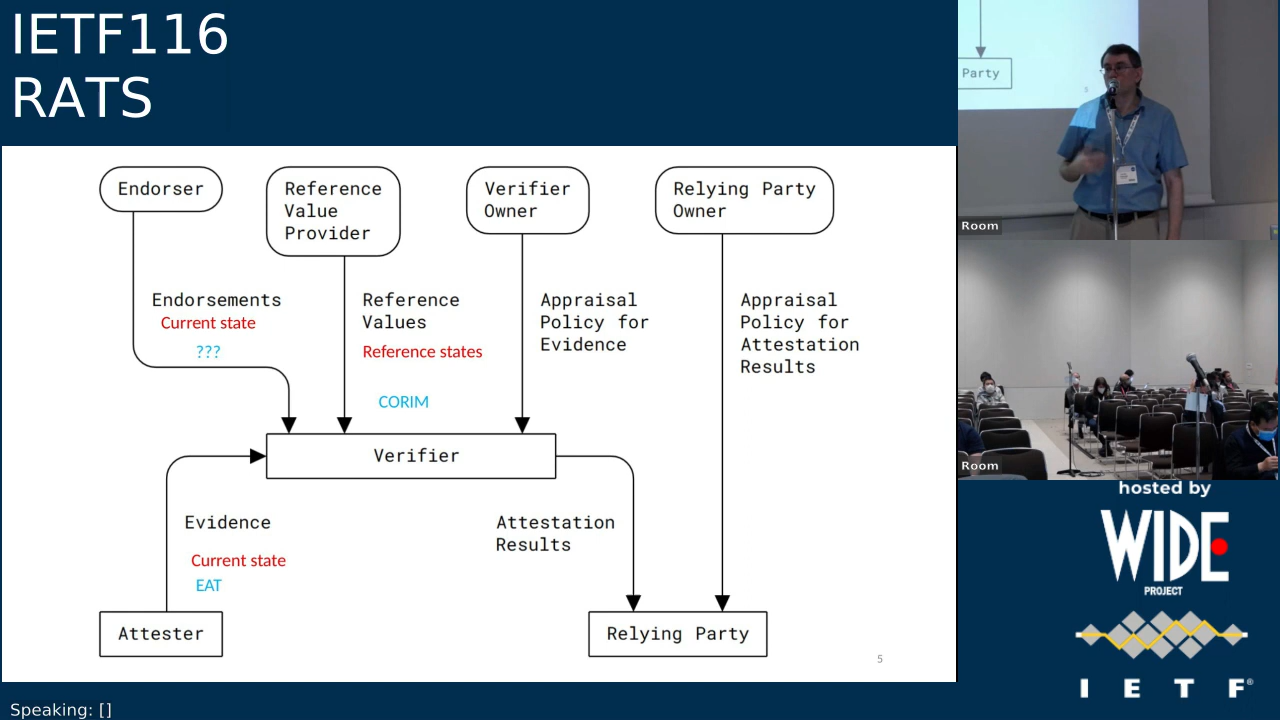 IETF116
RATS
Endorser
Reference
Value
Provider
Verifier
Owner
Relying Party
Owner
Endorsements
Current state
???
Reference
Values
Reference states
CORIM
Appraisal
Policy for
Evidence
Appraisal
Policy for
Attestation
Results
Verifier
Evidence
Current state
EAT
Attestation
Results
Attester
Relying Party
5
Speaking: []
Party
5
Room
Room
hosted by
WIDE
PROJECT
I E T F®